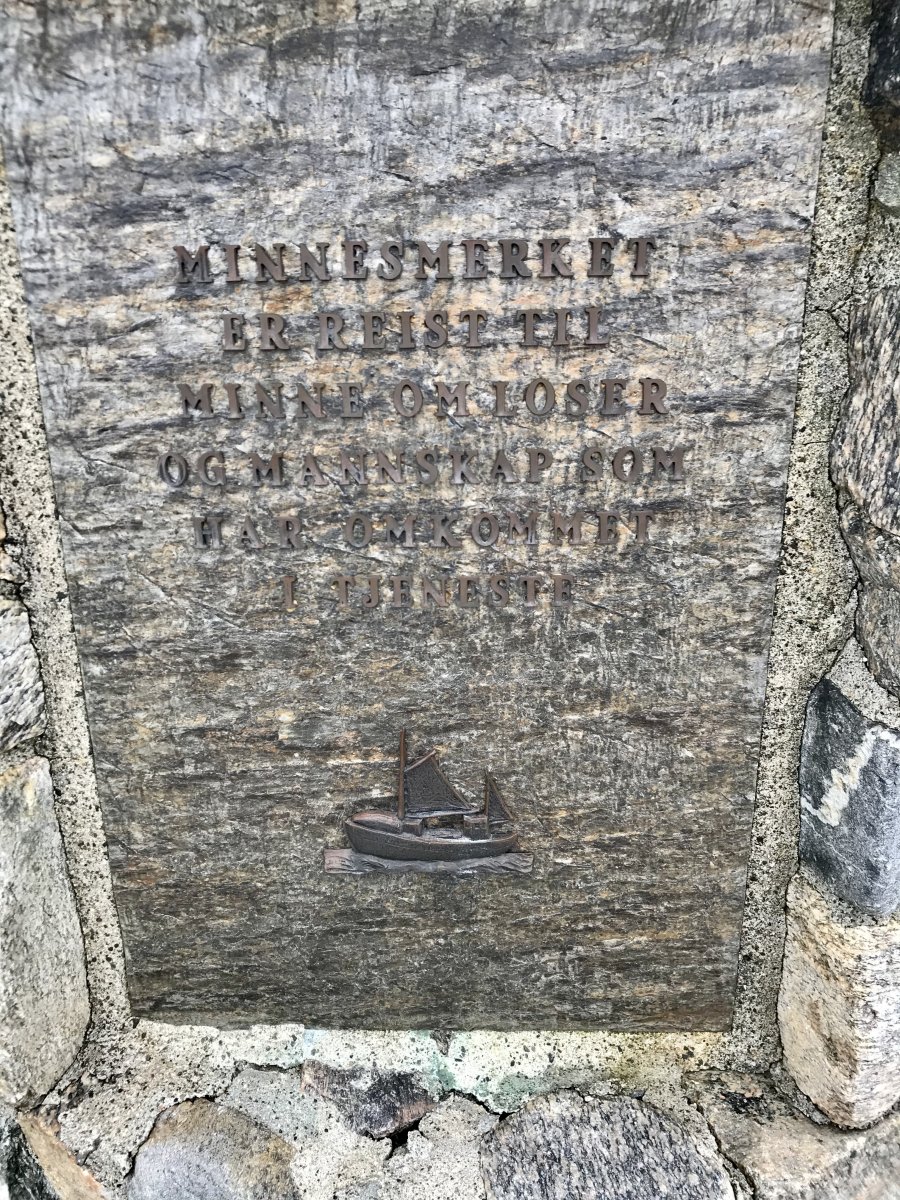 MINNESMERKET
ER REIST TIL
MINNE OM LOSER
OG MANNSKAP SOM
HAR OMKOMMET
I TJENESTE